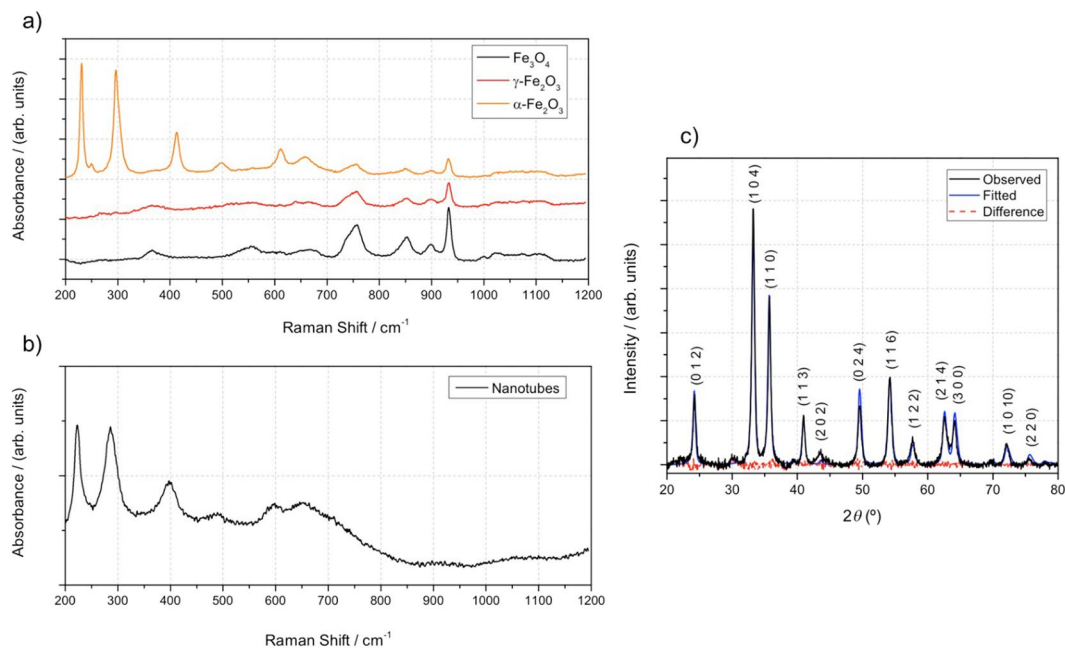 a)
Absorbance / (arb. units)
Fe₃O₄
γ-Fe₂O₃
α-Fe₂O₃
200 300 400 500 600 700 800 900 1000 1100 1200
Raman Shift / cm⁻¹
b)
Absorbance / (arb. units)
Nanotubes
200 300 400 500 600 700 800 900 1000 1100 1200
Raman Shift / cm⁻¹
c)
Intensity / (arb. units)
Observed
Fitted
Difference
(0 1 2)
(1 0 4)
(1 1 0)
(1 1 3)
(2 0 2)
(0 2 4)
(1 1 6)
(1 2 2)
(2 1 4)
(3 0 0)
(1 0 10)
(2 2 0)
20 30 40 50 60 70 80
2θ (º)